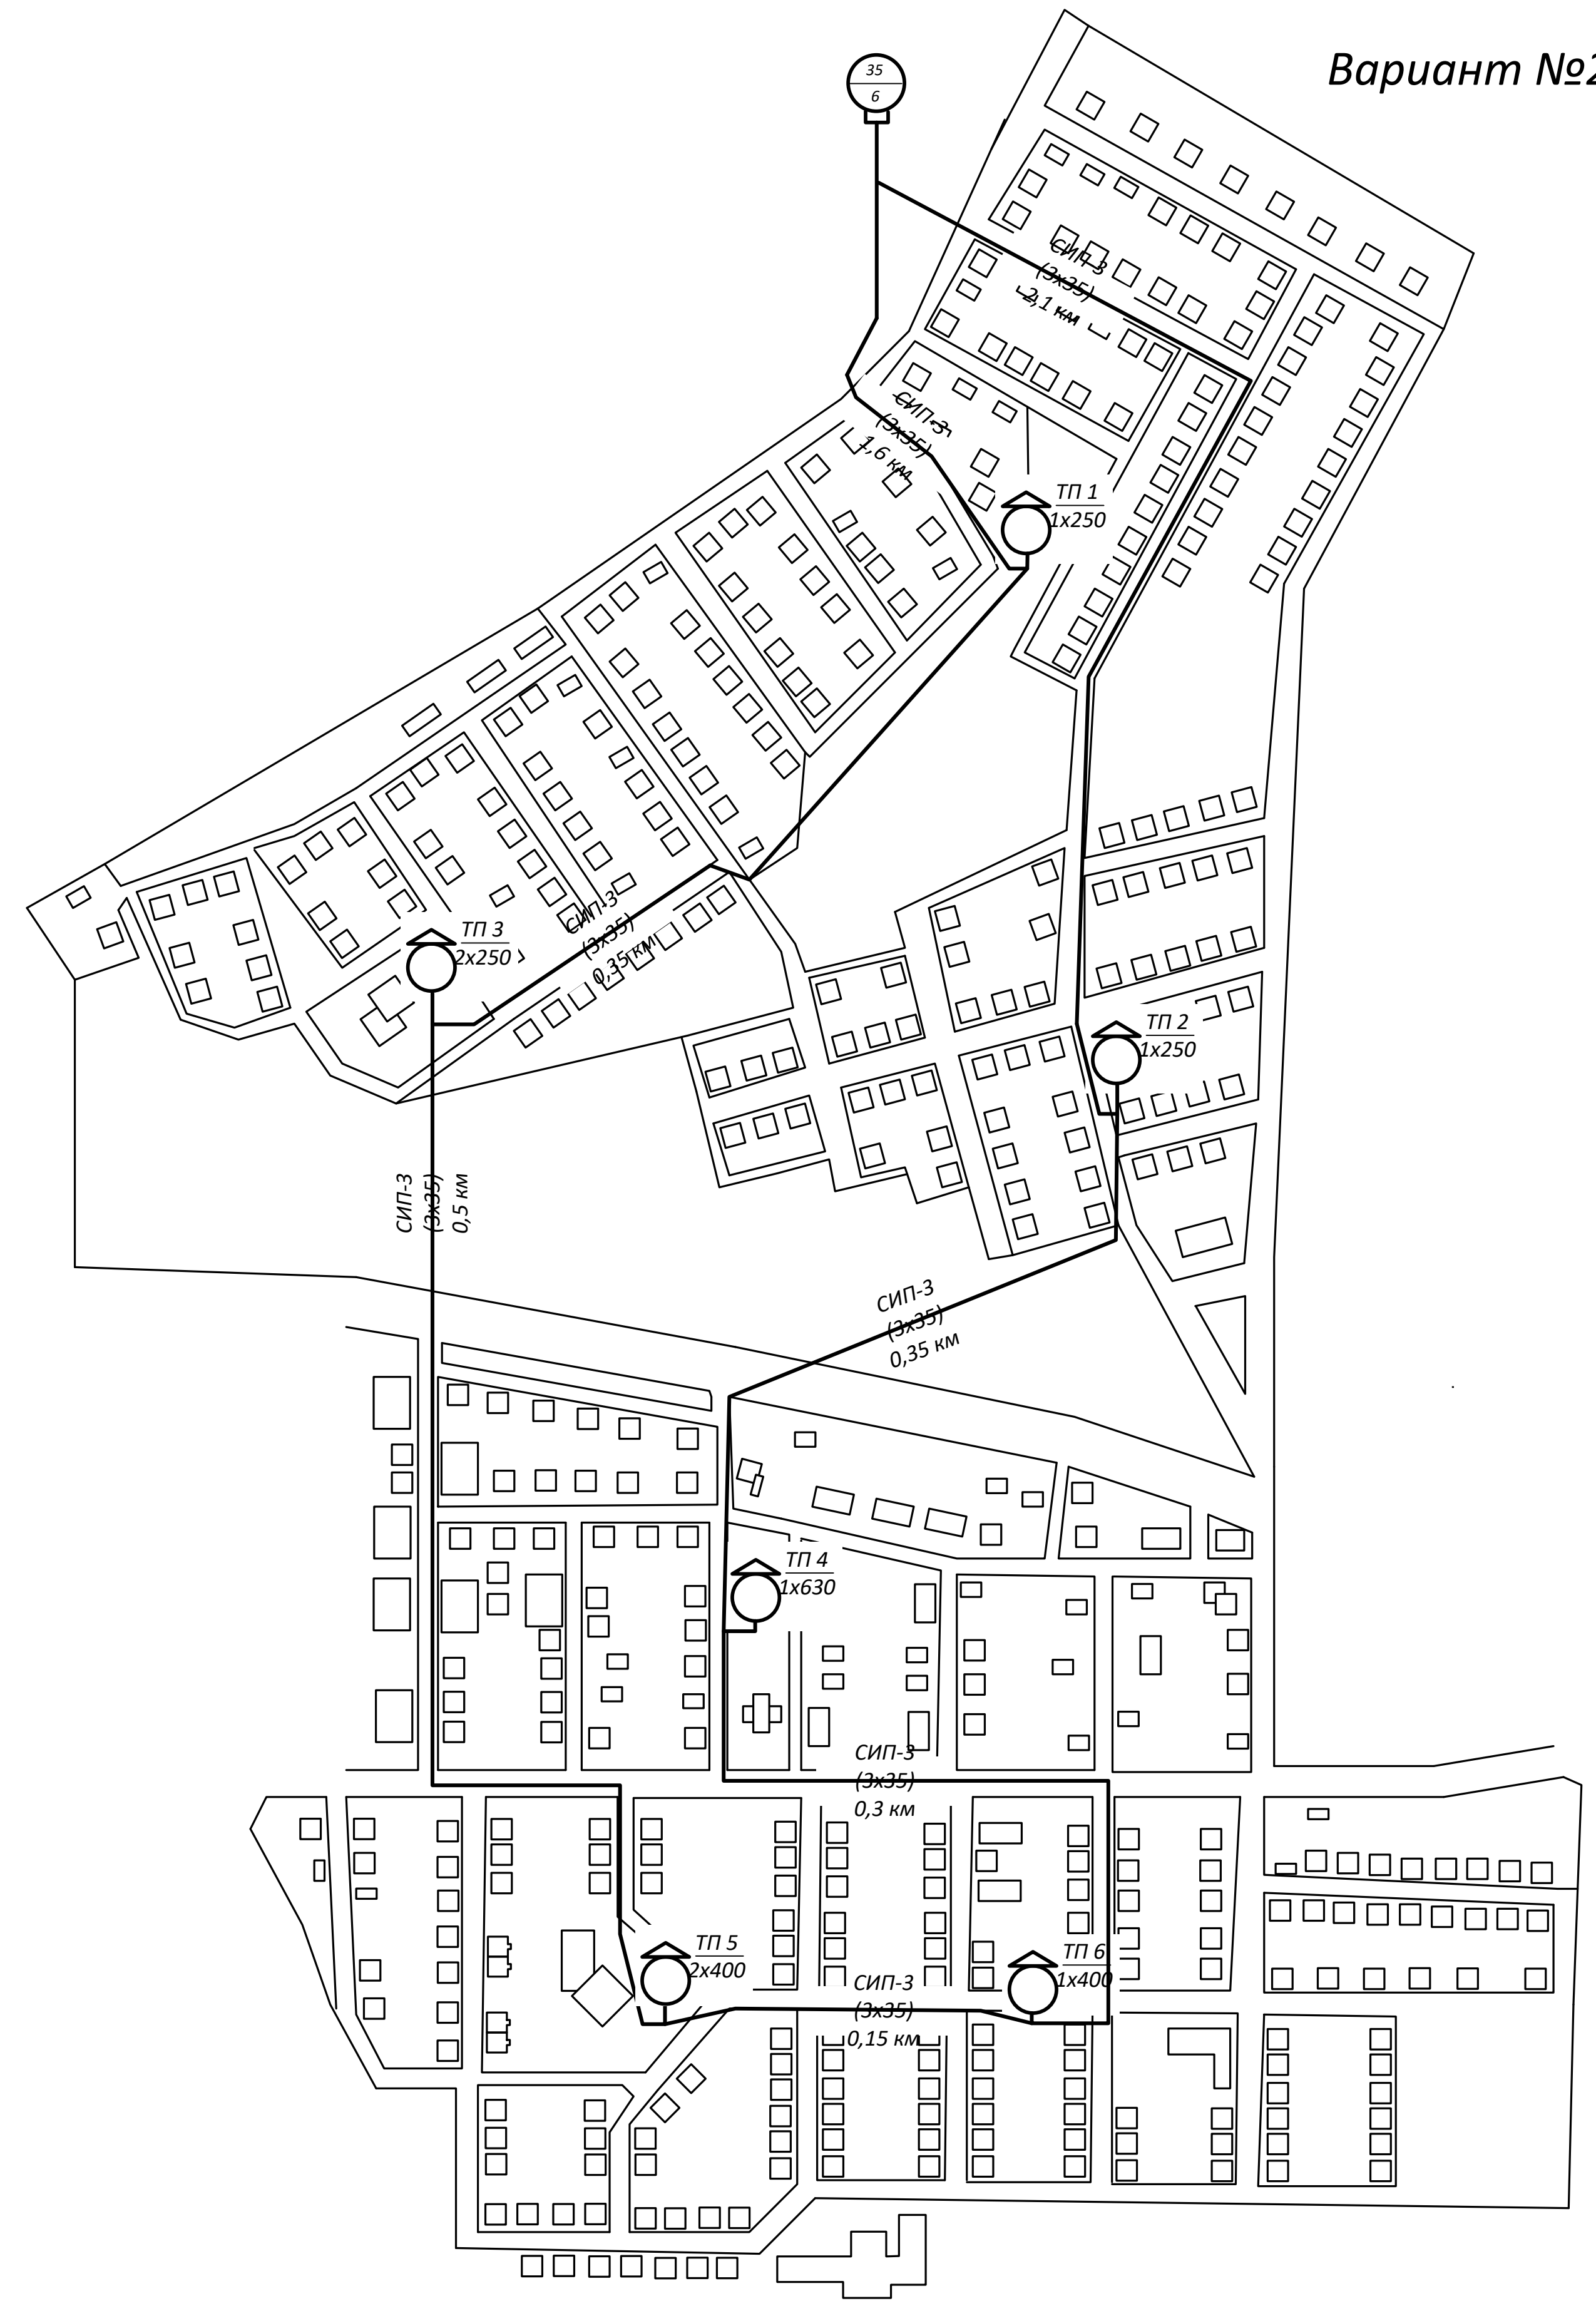 Вариант №2
35
6
СИП-3
(3х35)
2,1 км
СИП-3
(3х35)
1,6 км
ТП 1
1х250
ТП 3
2х250
СИП-3
(3х35)
0,35 км
ТП 2
1х250
СИП-3
(3х35)
0,5 км
СИП-3
(3х35)
0,35 км
ТП 4
1х630
СИП-3
(3х35)
0,3 км
ТП 5
2х400
ТП 6
1х400
СИП-3
(3х35)
0,15 км